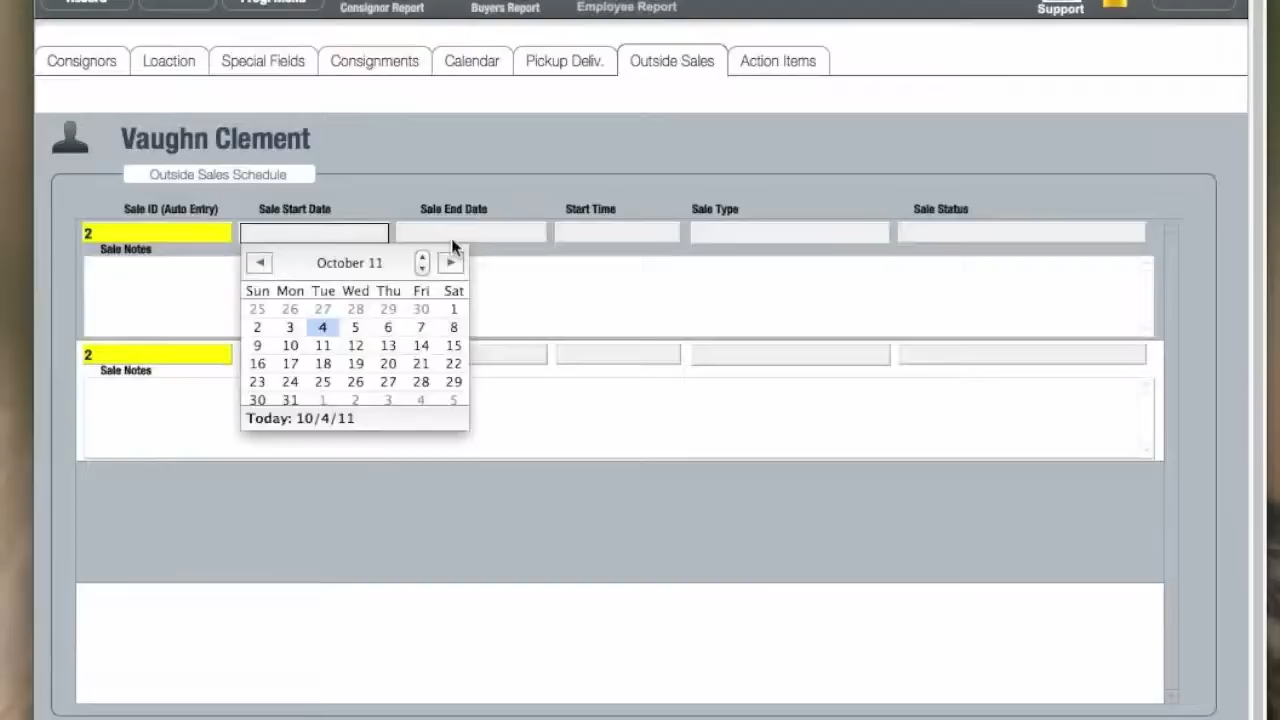 Consignor Report
Buyers Report
Employee Report
Support
Consignors
Loaction
Special Fields
Consignments
Calendar
Pickup Deliv.
Outside Sales
Action Items
Vaughn Clement
Outside Sales Schedule
Sale ID (Auto Entry) Sale Start Date Sale End Date Start Time Sale Type Sale Status
2
Sale Notes
October 11
Sun Mon Tue Wed Thu Fri Sat
25 26 27 28 29 30 1
2 3 4 5 6 7 8
9 10 11 12 13 14 15
16 17 18 19 20 21 22
23 24 25 26 27 28 29
30 31 1 2 3 4 5
Today: 10/4/11
2
Sale Notes